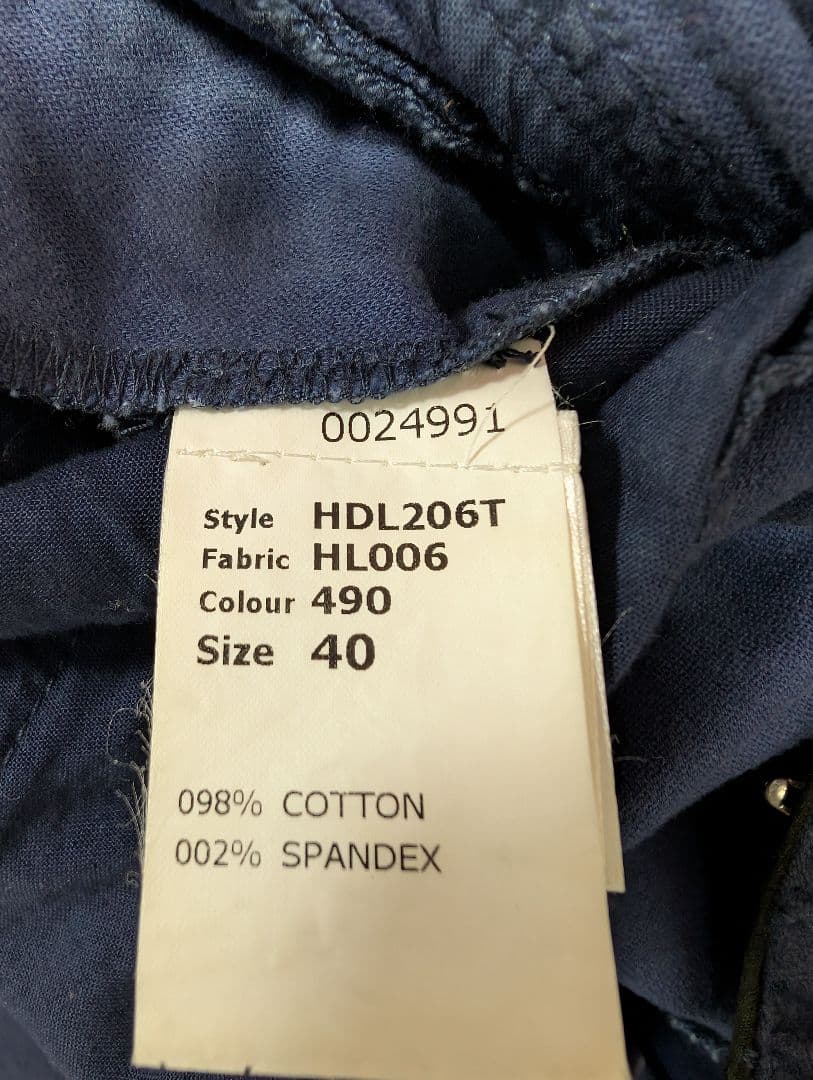 0024991
Style HDL206T
Fabric HL006
Colour 490
Size 40
098% COTTON
002% SPANDEX